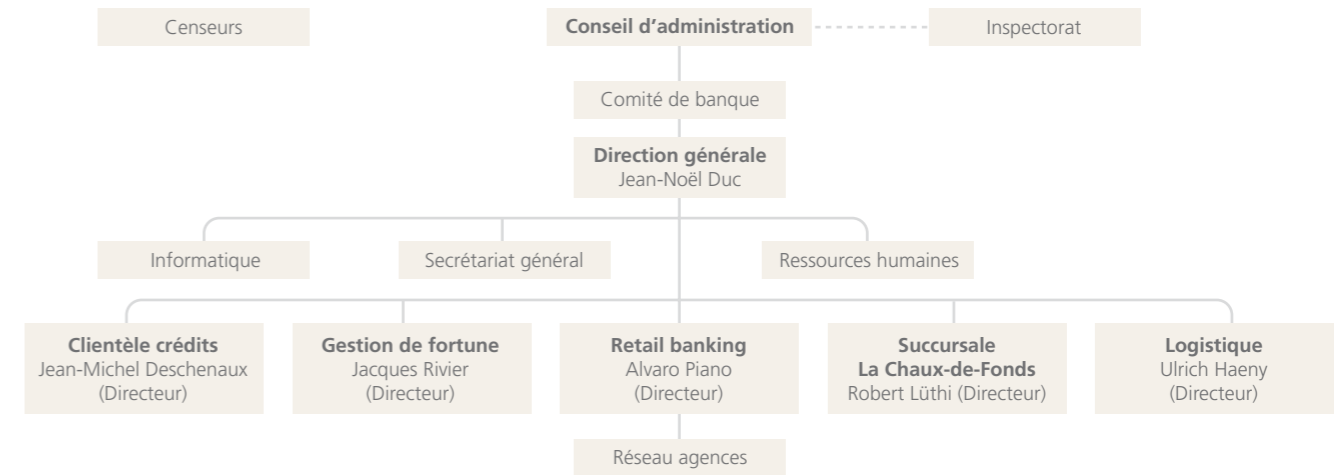 Censeurs
Conseil d’administration
Inspectorat
Comité de banque
Direction générale
Jean-Noël Duc
Informatique
Secrétariat général
Ressources humaines
Clientèle crédits
Jean-Michel Deschenaux
(Directeur)
Gestion de fortune
Jacques Rivier
(Directeur)
Retail banking
Alvaro Piano
(Directeur)
Succursale
La Chaux-de-Fonds
Robert Lüthi (Directeur)
Logistique
Ulrich Haeny
(Directeur)
Réseau agences